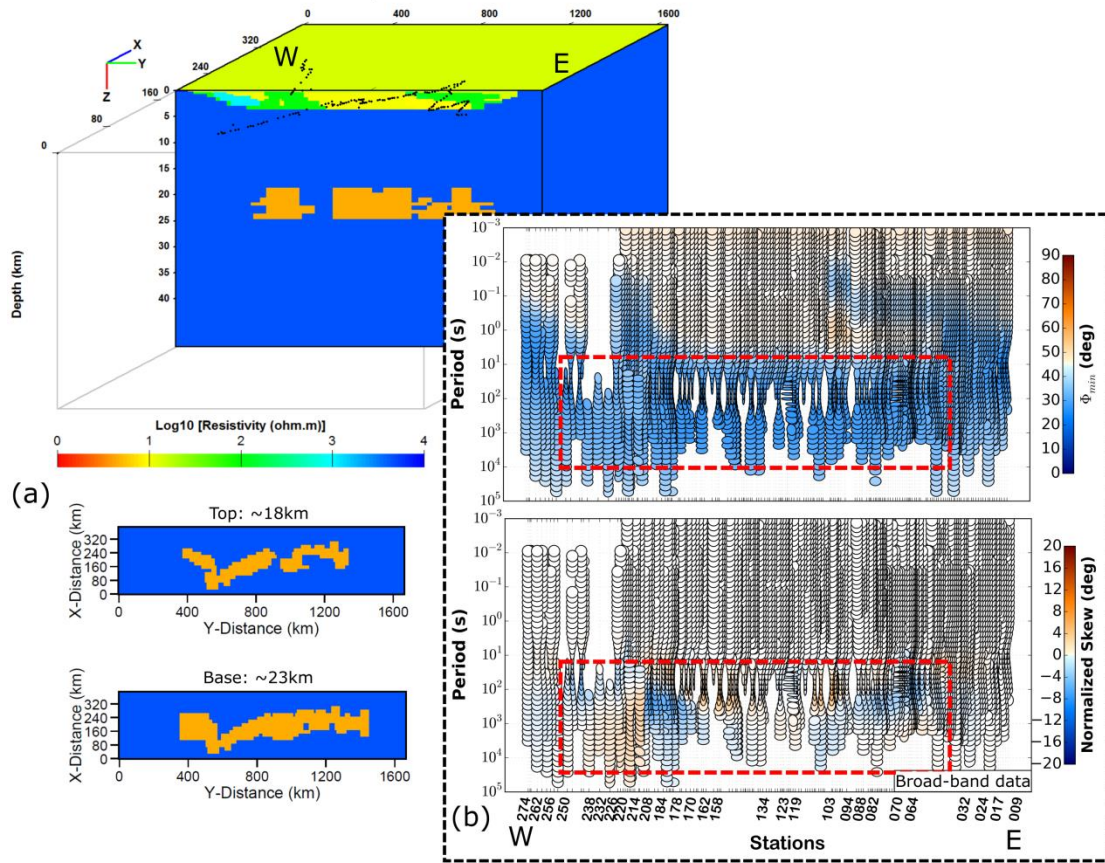 0 400 800 1200 1600
320
240
160
80
0
W
E
X
Y
Z
0
5
10
15
20
25
30
35
40
Depth (km)
Log10 [Resistivity (ohm.m)]
0 1 2 3 4
(a)
Top: ~18km
X-Distance (km)
320
240
160
80
0
0 400 800 1200 1600
Y-Distance (km)
Base: ~23km
X-Distance (km)
320
240
160
80
0
0 400 800 1200 1600
Y-Distance (km)
Period (s)
10⁻³
10⁻²
10⁻¹
10⁰
10¹
10²
10³
10⁴
10⁵
90
80
70
60
50
40
30
20
10
0
Φmin (deg)
Period (s)
10⁻³
10⁻²
10⁻¹
10⁰
10¹
10²
10³
10⁴
10⁵
20
16
12
8
4
0
−4
−8
−12
−16
−20
Normalized Skew (deg)
Broad-band data
274 262 256 250 238 232 226 220 214 208 184 178 170 162 158 134 123 119 103 094 088 082 070 064 032 024 017 009
(b)
W
Stations
E